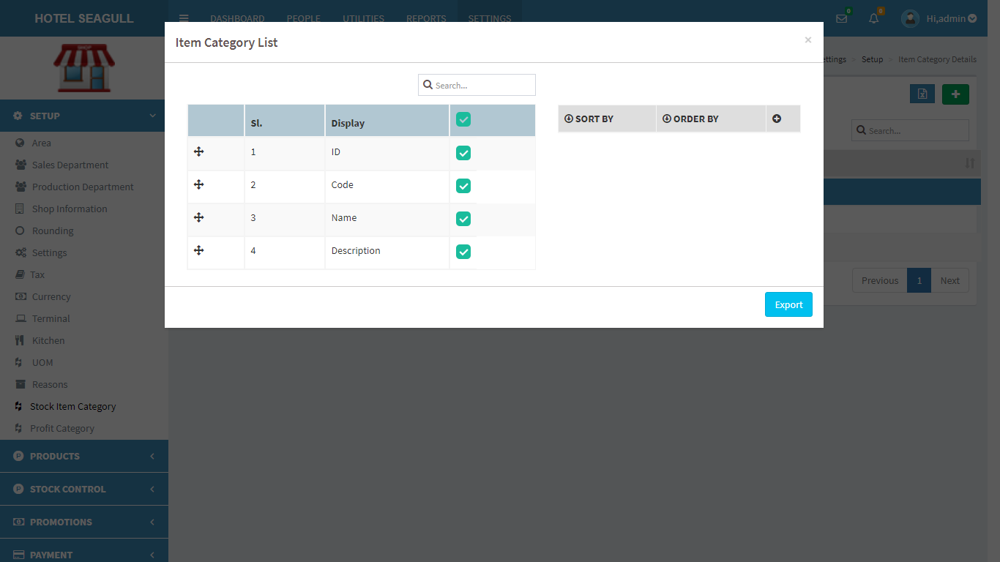 HOTEL SEAGULL
DASHBOARD PEOPLE UTILITIES REPORTS SETTINGS
0 0 Hi,admin
SHOP
Item Category List ×
ettings > Setup > Item Category Details
Search...
SETUP
Sl. Display
SORT BY ORDER BY
Search...
Area
1 ID
Sales Department
2 Code
Production Department
Shop Information
3 Name
Rounding
4 Description
Settings
Tax
Previous 1 Next
Currency
Export
Terminal
Kitchen
UOM
Reasons
Stock Item Category
Profit Category
P PRODUCTS
P STOCK CONTROL
PROMOTIONS
PAYMENT